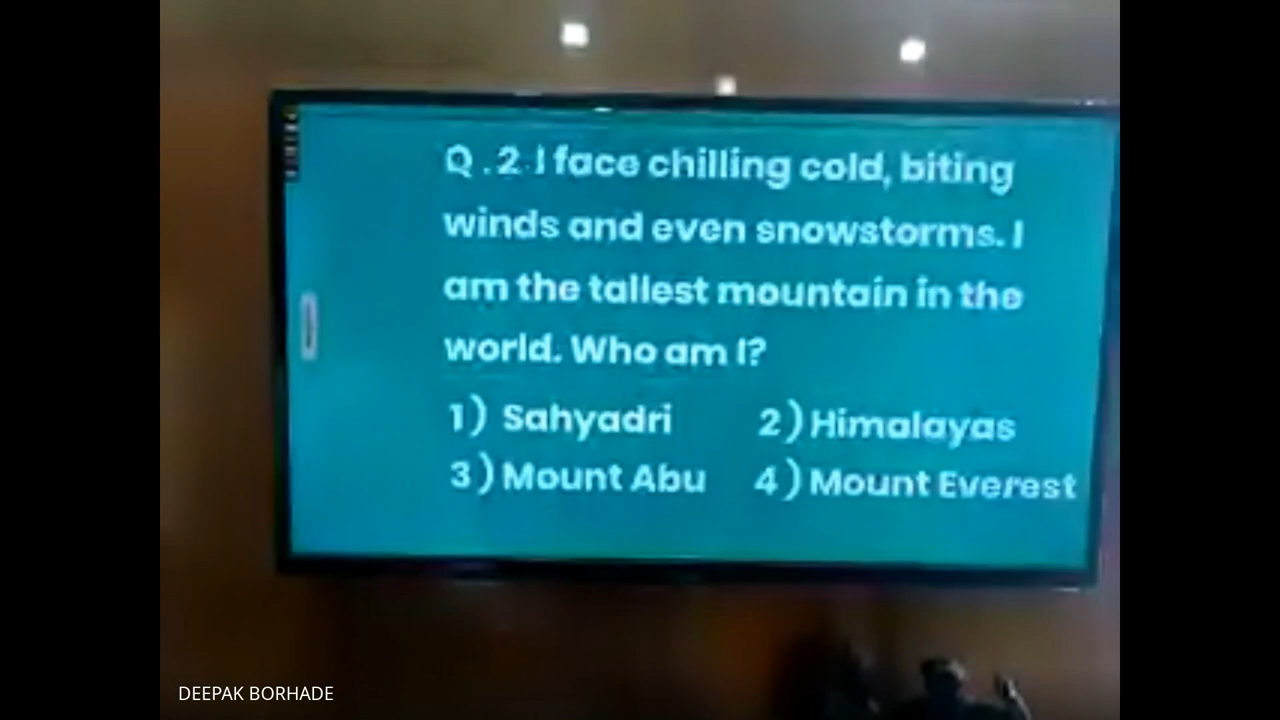 Q.2 I face chilling cold, biting
winds and even snowstorms. I
am the tallest mountain in the
world. Who am I?
1) Sahyadri 2) Himalayas
3) Mount Abu 4) Mount Everest
DEEPAK BORHADE